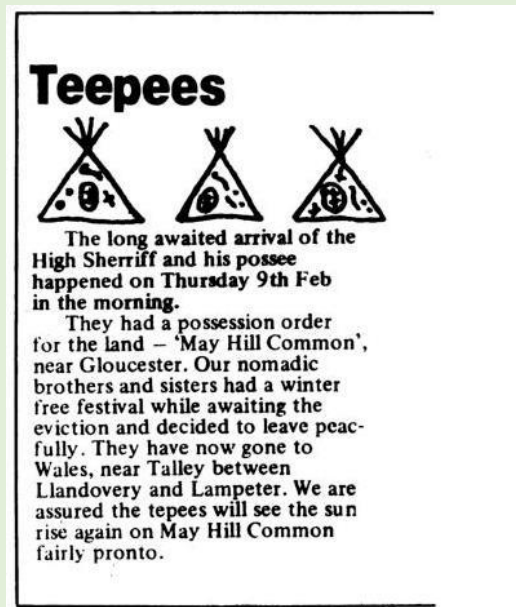 Teepees
The long awaited arrival of the
High Sherriff and his possee
happened on Thursday 9th Feb
in the morning.
They had a possession order
for the land – ‘May Hill Common’,
near Gloucester. Our nomadic
brothers and sisters had a winter
free festival while awaiting the
eviction and decided to leave peac-
fully. They have now gone to
Wales, near Talley between
Llandovery and Lampeter. We are
assured the tepees will see the sun
rise again on May Hill Common
fairly pronto.